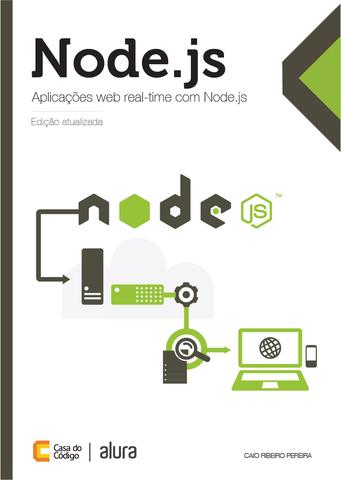 Node.js
Aplicações web real-time com Node.js
Edição atualizada
node JS ™
Casa do
Código
alura
CAIO RIBEIRO PEREIRA